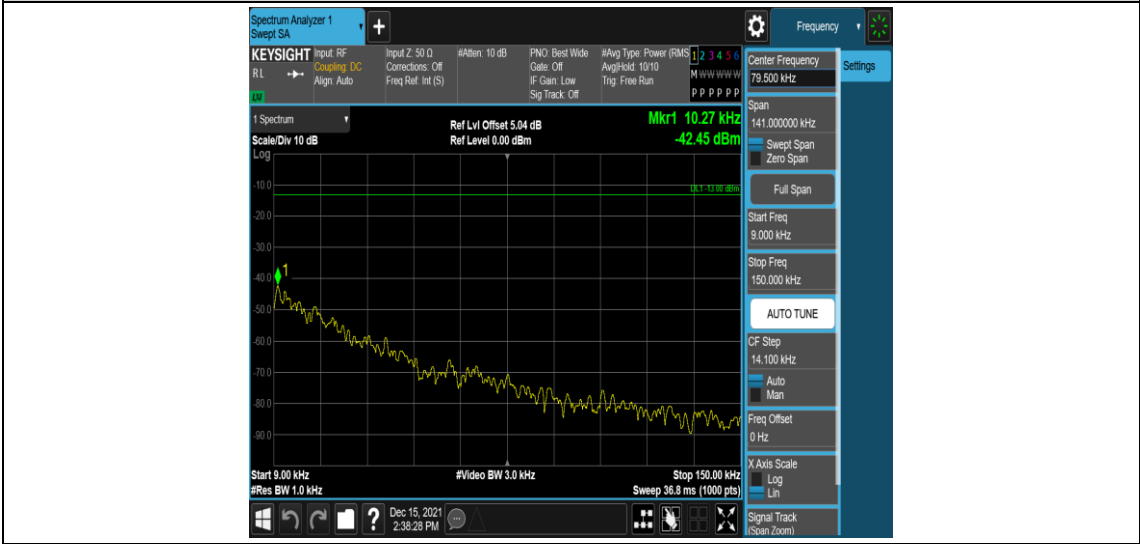 Spectrum Analyzer 1
Swept SA
+
Frequency
KEYSIGHT
RL
Input: RF
Coupling: DC
Align: Auto
Input Z: 50 Ω
Corrections: Off
Freq Ref: Int (S)
#Atten: 10 dB
PNO: Best Wide
Gate: Off
IF Gain: Low
Sig Track: Off
#Avg Type: Power (RMS
Avg|Hold: 10/10
Trig: Free Run
1 2 3 4 5 6
M W W W W W
P P P P P P
1 Spectrum
Scale/Div 10 dB
Log
Ref Lvl Offset 5.04 dB
Ref Level 0.00 dBm
Mkr1 10.27 kHz
-42.45 dBm
DL1 -13.00 dBm
-10.0
-20.0
-30.0
-40.0
-50.0
-60.0
-70.0
-80.0
-90.0
1
Start 9.00 kHz
#Res BW 1.0 kHz
#Video BW 3.0 kHz
Stop 150.00 kHz
Sweep 36.8 ms (1000 pts)
?
Dec 15, 2021
2:38:28 PM
Center Frequency
79.500 kHz
Settings
Span
141.000000 kHz
Swept Span
Zero Span
Full Span
Start Freq
9.000 kHz
Stop Freq
150.000 kHz
AUTO TUNE
CF Step
14.100 kHz
Auto
Man
Freq Offset
0 Hz
X Axis Scale
Log
Lin
Signal Track
(Span Zoom)